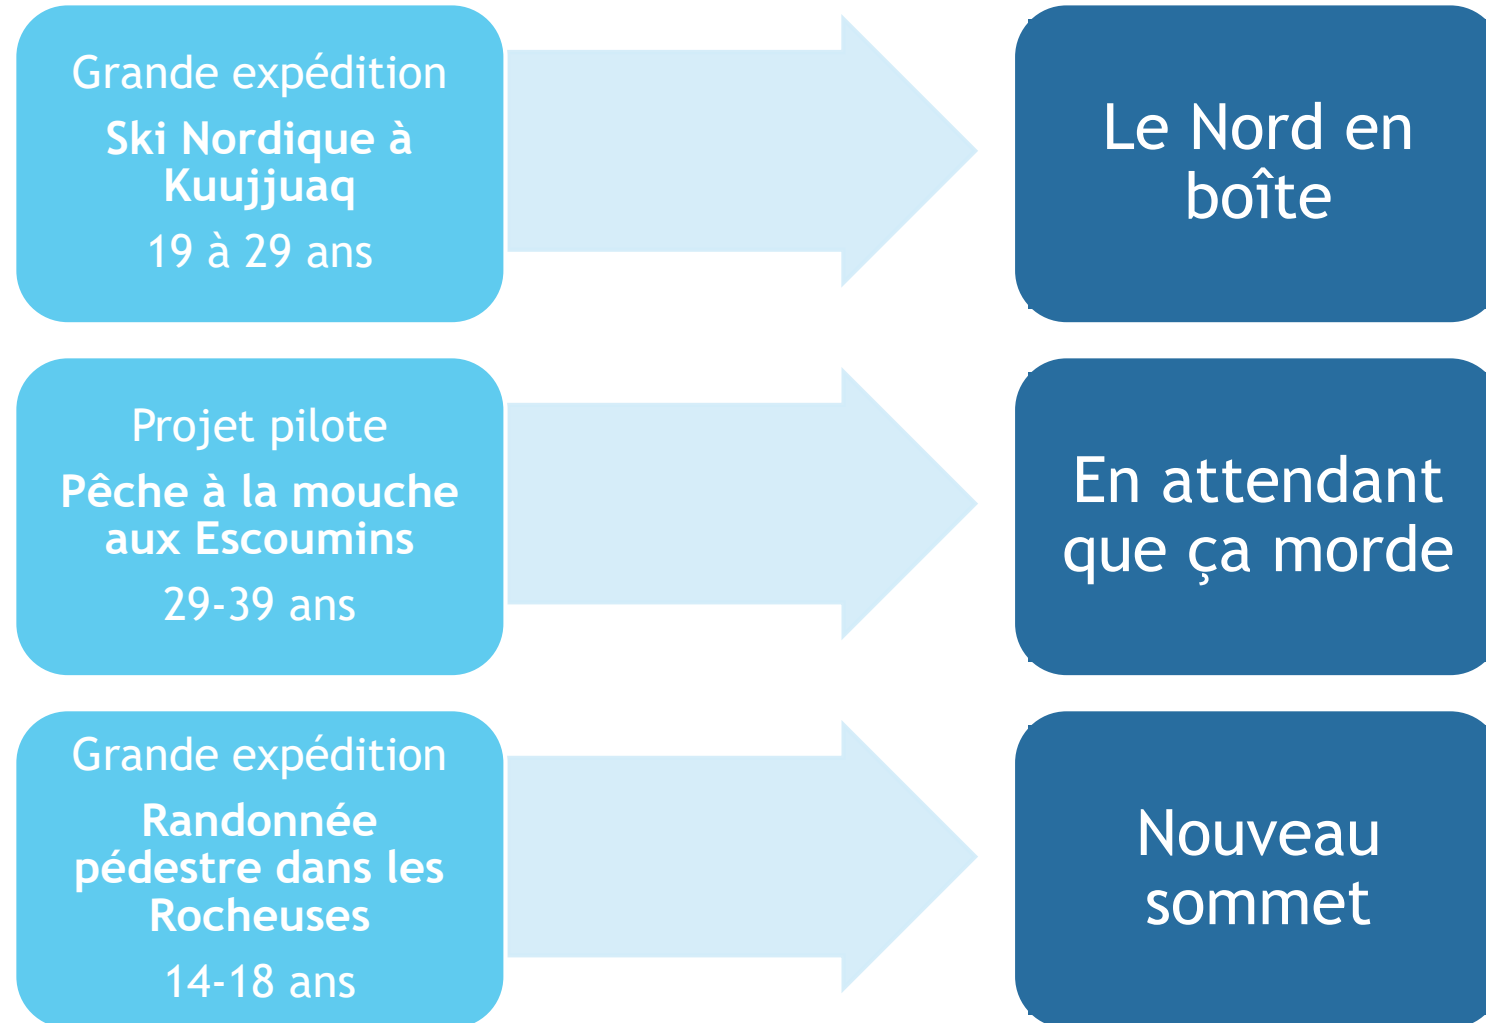 Grande expédition
Ski Nordique à
Kuujjuaq
19 à 29 ans
Le Nord en
boîte
Projet pilote
Pêche à la mouche
aux Escoumins
29-39 ans
En attendant
que ça morde
Grande expédition
Randonnée
pédestre dans les
Rocheuses
14-18 ans
Nouveau
sommet